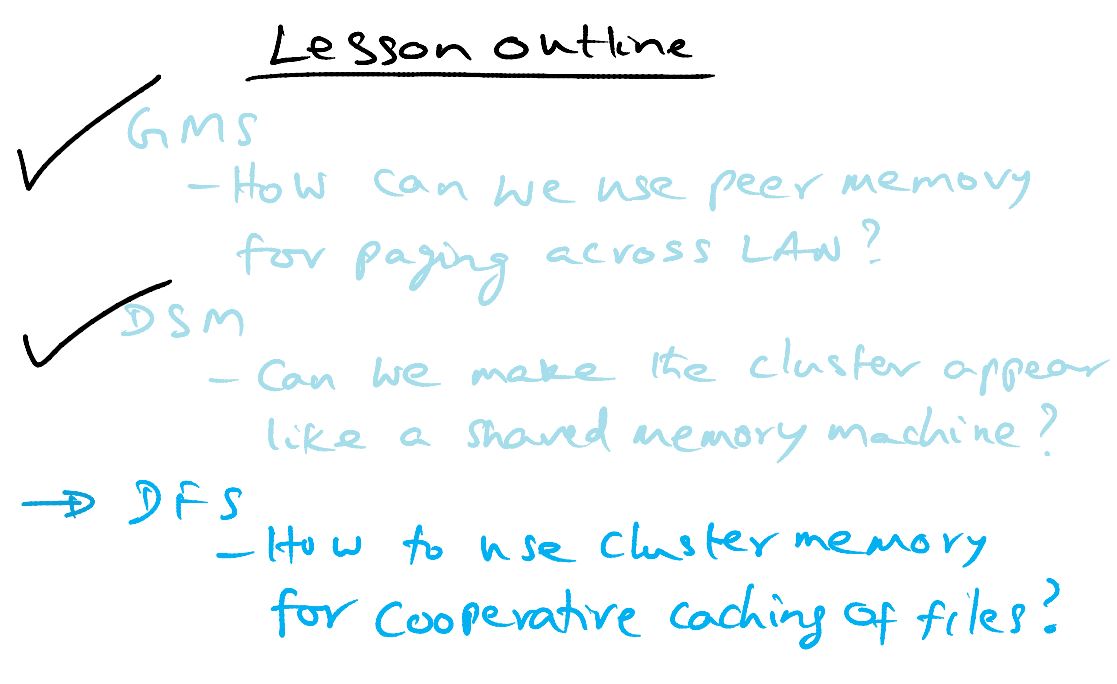 Lesson outline
GMS
- How can we use peer memory
for paging across LAN?
DSM
- Can we make the cluster appear
like a shared memory machine?
→ DFS
- How to use cluster memory
for cooperative caching of files?